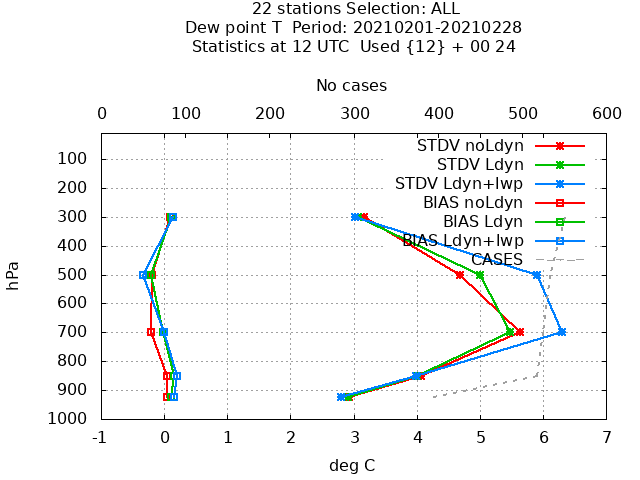 22 stations Selection: ALL
Dew point T  Period: 20210201-20210228
Statistics at 12 UTC  Used {12} + 00 24
No cases
0 100 200 300 400 500 600
STDV noLdyn
STDV Ldyn
STDV Ldyn+lwp
BIAS noLdyn
BIAS Ldyn
BIAS Ldyn+lwp
CASES
hPa
100
200
300
400
500
600
700
800
900
1000
-1 0 1 2 3 4 5 6 7
deg C